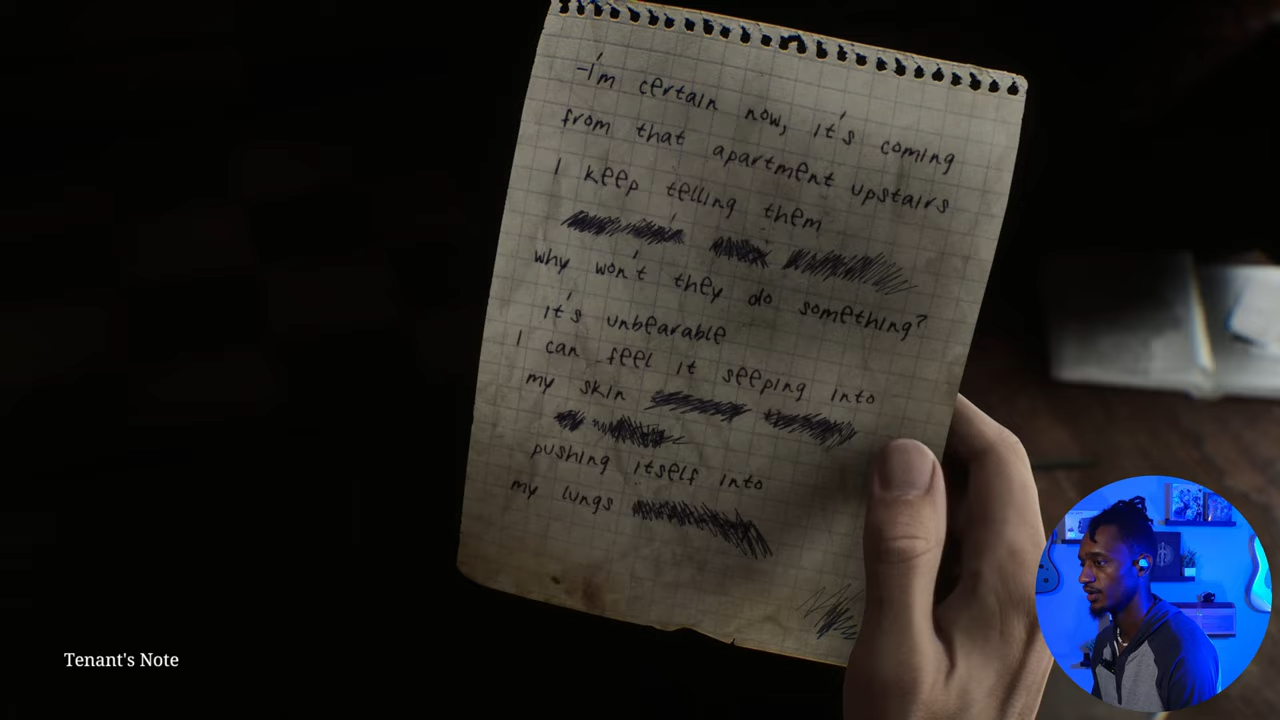 -I'm certain now, it's coming
from that apartment upstairs
I keep telling them
why won't they do something?
it's unbearable
I can feel it seeping into
my skin
pushing itself into
my lungs
Tenant's Note